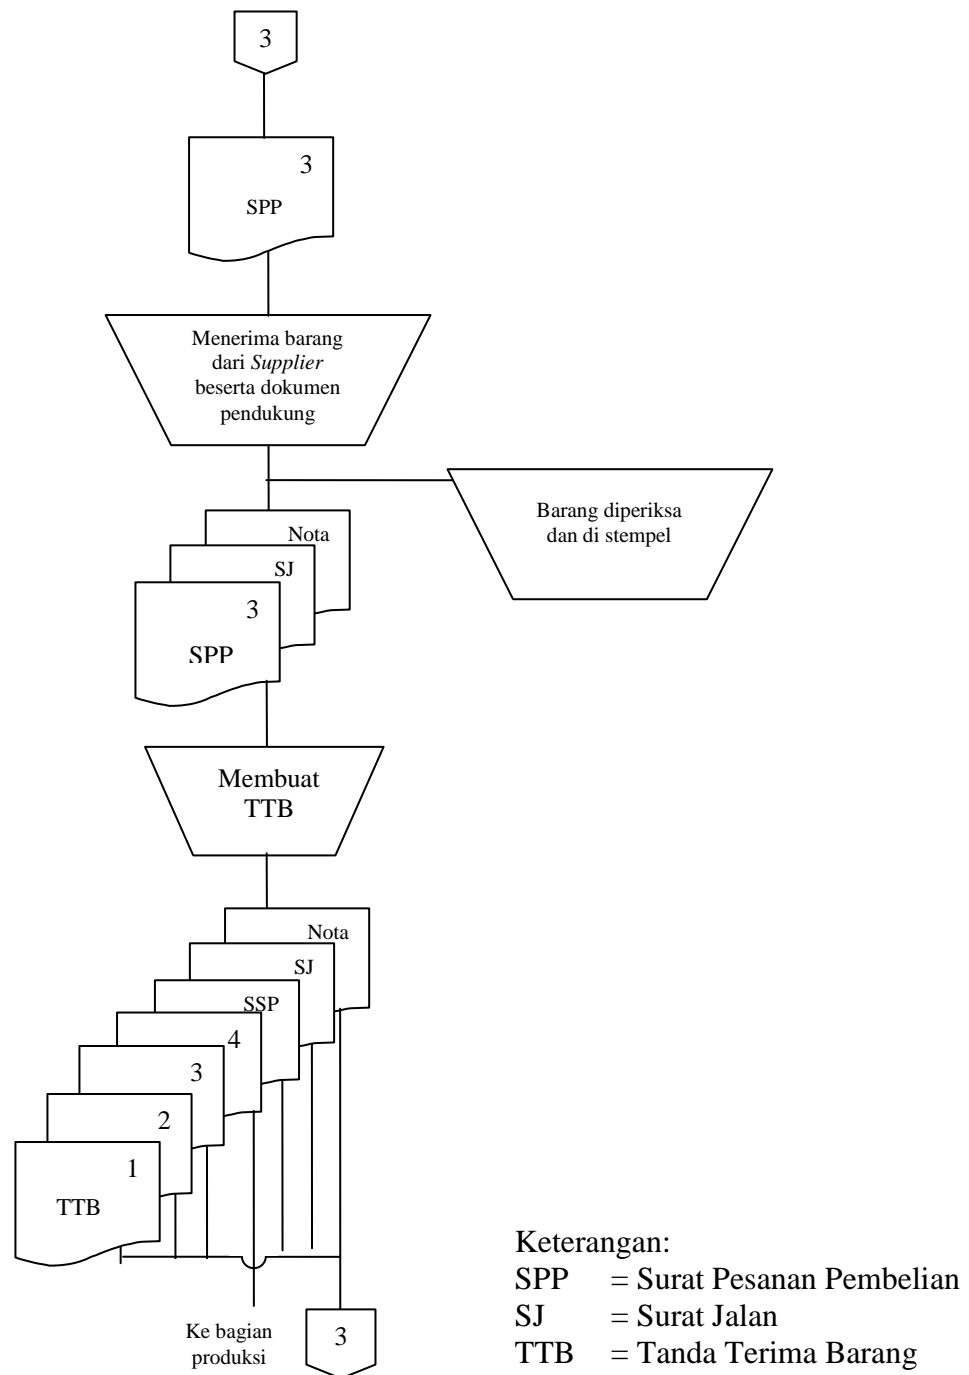 3
3
SPP
Menerima barang
dari Supplier
beserta dokumen
pendukung
Barang diperiksa
dan di stempel
Nota
SJ
3
SPP
Membuat
TTB
Nota
SJ
SSP
4
3
2
1
TTB
Ke bagian
produksi
3
Keterangan:
SPP = Surat Pesanan Pembelian
SJ = Surat Jalan
TTB = Tanda Terima Barang